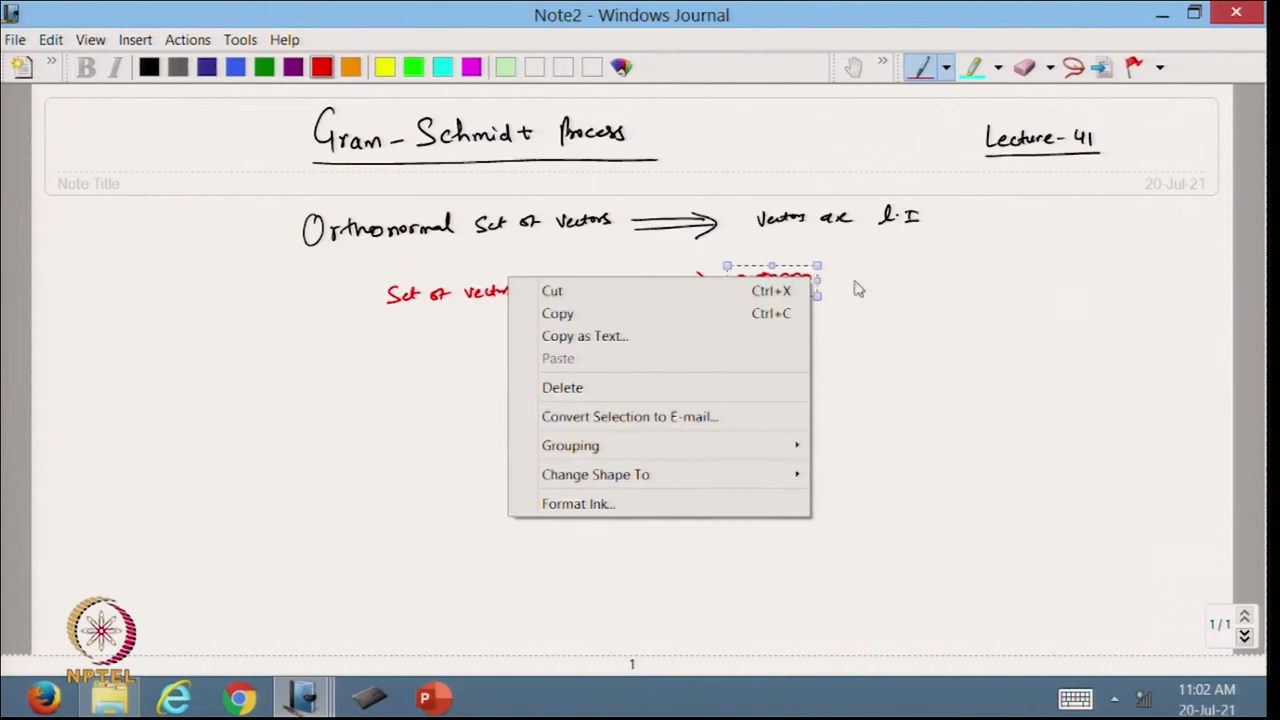 Note2 - Windows Journal
File Edit View Insert Actions Tools Help
B I
Gram-Schmidt Process
Lecture-41
Note Title
20-Jul-21
Orthonormal Set of vectors ⟹ vectors are l.I
Set of vector
Cut Ctrl+X
Copy Ctrl+C
Copy as Text...
Paste
Delete
Convert Selection to E-mail...
Grouping
Change Shape To
Format Ink...
1/1
NPTEL
1
11:02 AM
20-Jul-21